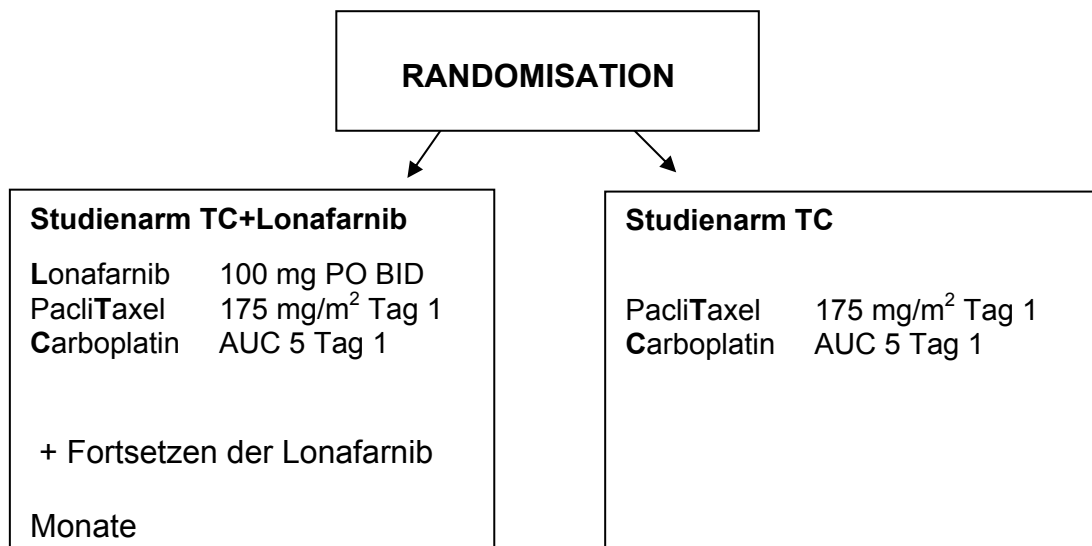 RANDOMISATION
Studienarm TC+Lonafarnib
Lonafarnib 100 mg PO BID
PacliTaxel 175 mg/m² Tag 1
Carboplatin AUC 5 Tag 1
+ Fortsetzen der Lonafarnib
Monate
Studienarm TC
PacliTaxel 175 mg/m² Tag 1
Carboplatin AUC 5 Tag 1